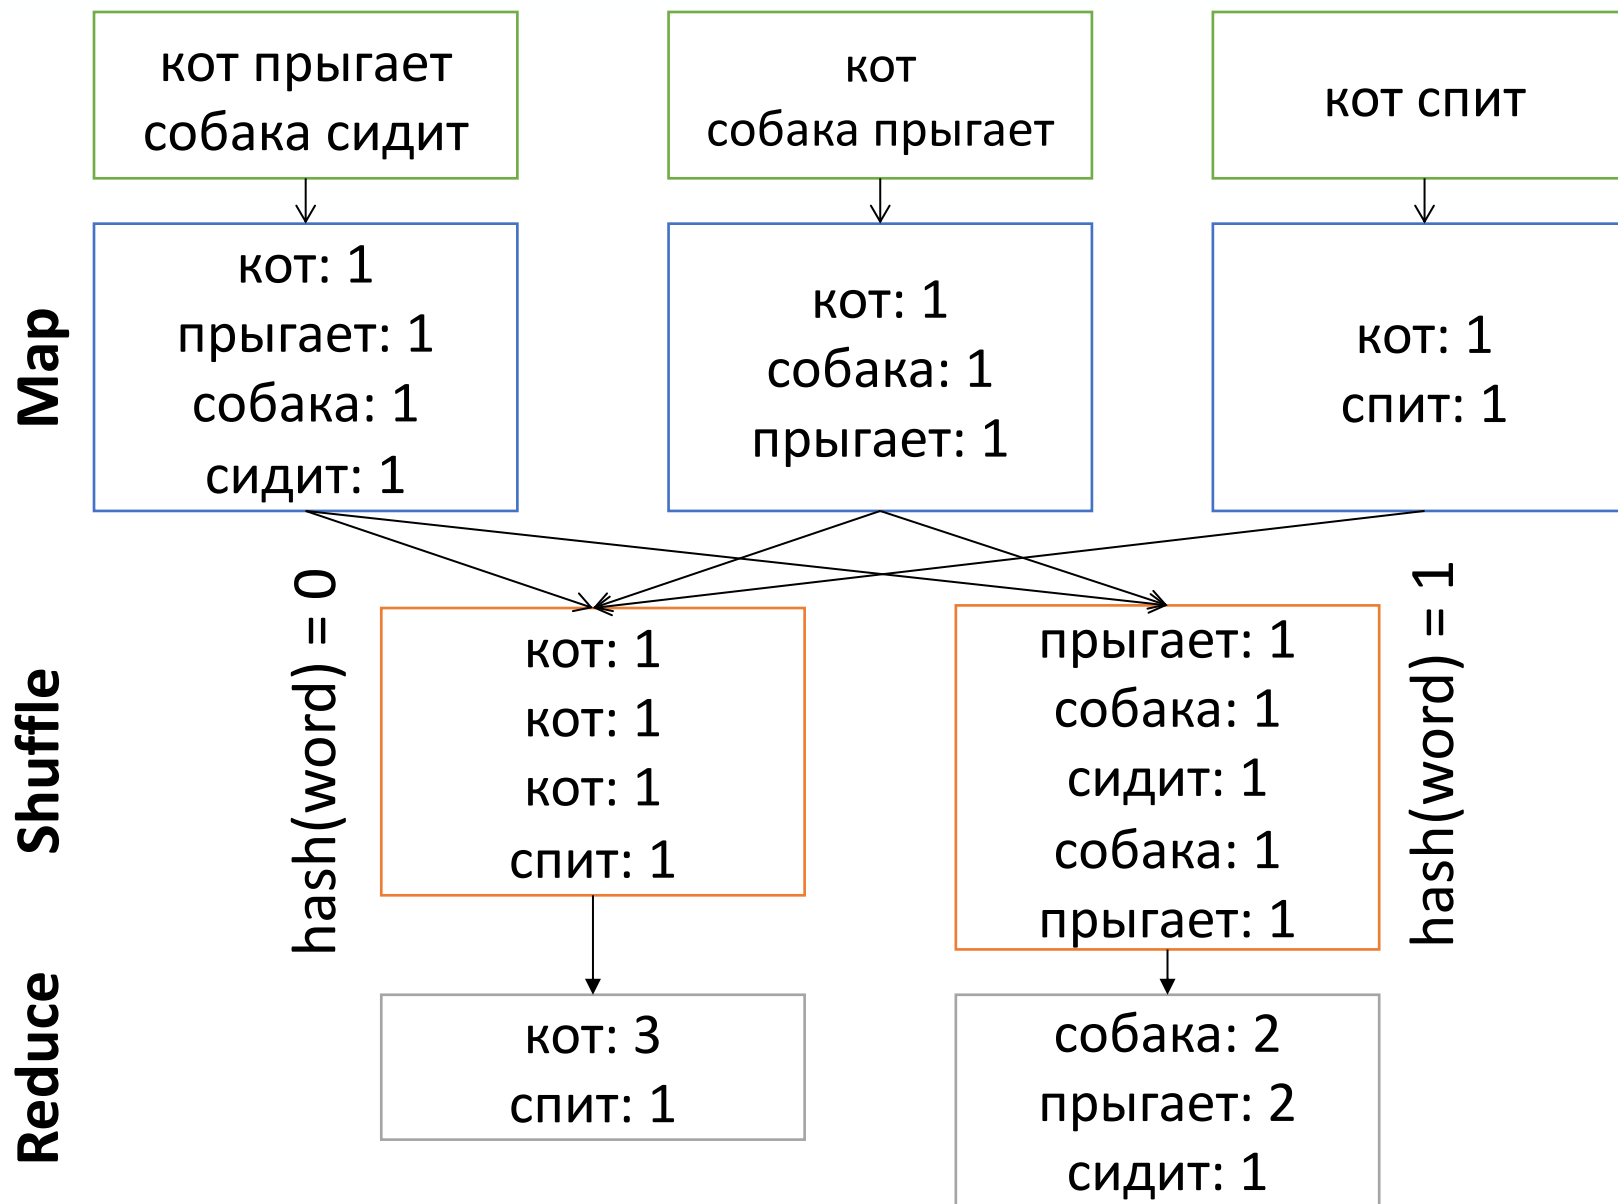 кот прыгает
собака сидит
кот
собака прыгает
кот спит
Map
кот: 1
прыгает: 1
собака: 1
сидит: 1
кот: 1
собака: 1
прыгает: 1
кот: 1
спит: 1
Shuffle
hash(word) = 0
кот: 1
кот: 1
кот: 1
спит: 1
прыгает: 1
собака: 1
сидит: 1
собака: 1
прыгает: 1
hash(word) = 1
Reduce
кот: 3
спит: 1
собака: 2
прыгает: 2
сидит: 1